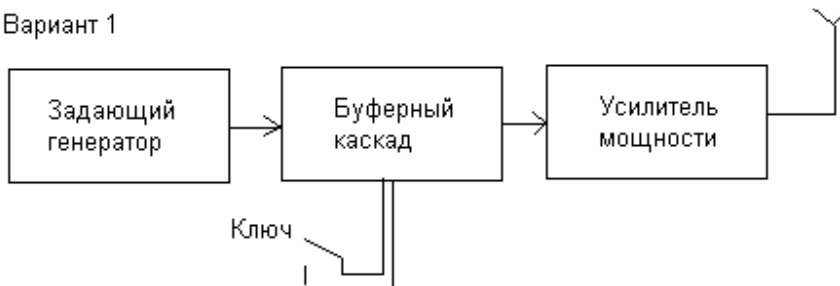 Вариант 1
Задающий
генератор
Буферный
каскад
Усилитель
мощности
Ключ